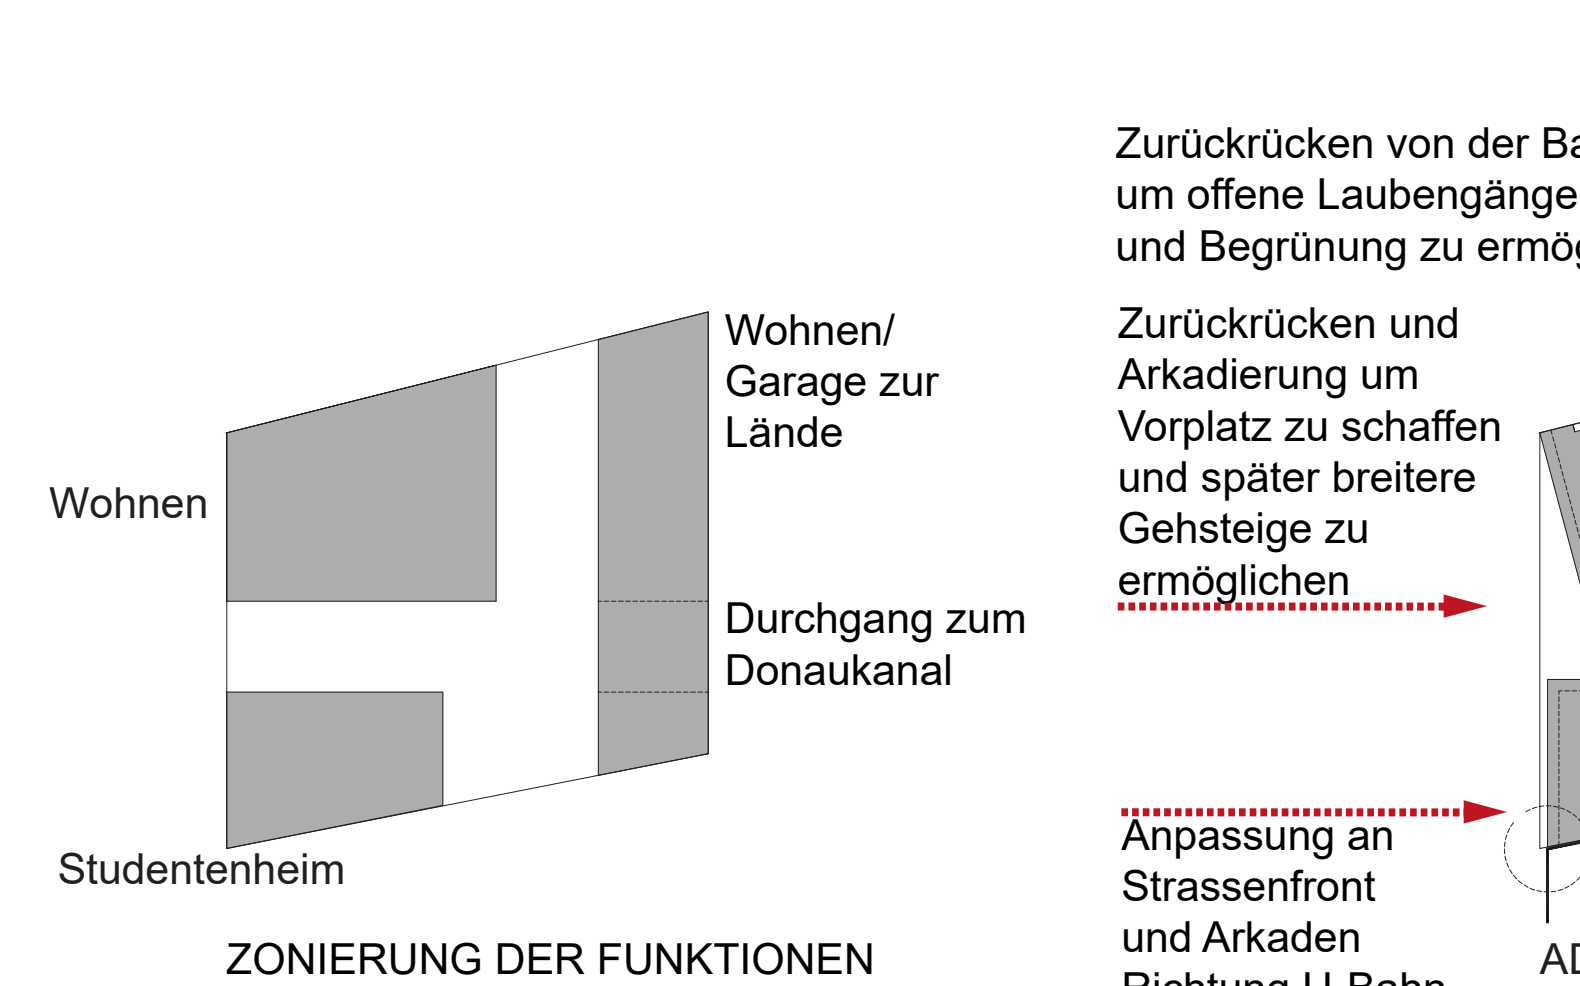 Wohnen/
Garage zur
Lände
Wohnen
Durchgang zum
Donaukanal
Studentenheim
ZONIERUNG DER FUNKTIONEN
Zurückrücken von der
um offene Laubengänge
und Begrünung zu
Zurückrücken und
Arkadierung um
Vorplatz zu schaffen
und später breitere
Gehsteige zu
ermöglichen
Anpassung an
Strassenfront
und Arkaden
Richtung U-Bahn